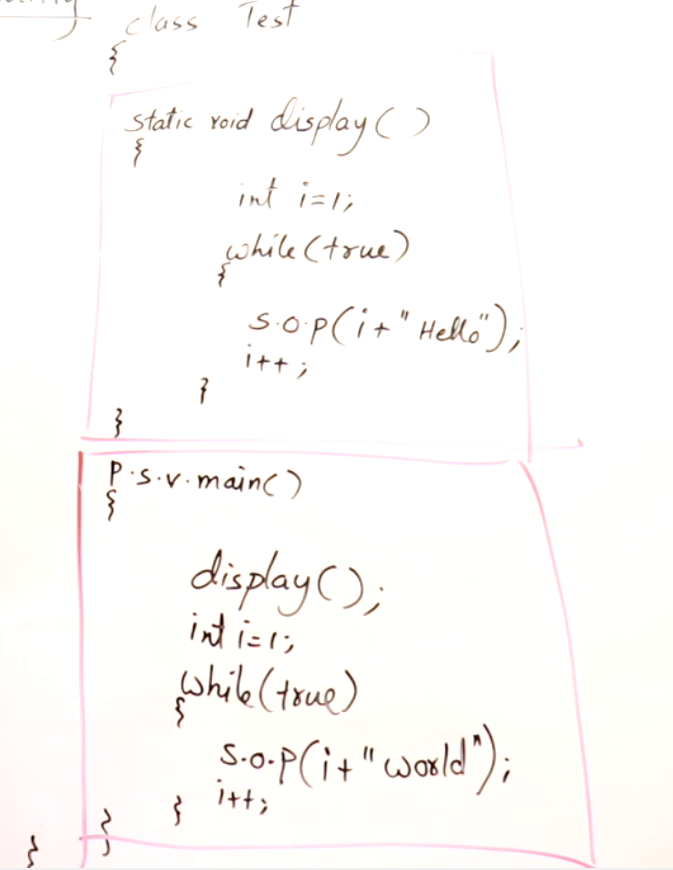 class Test
{
static void display()
{
int i=1;
while(true)
{
S.O.P(i+"Hello");
i++;
}
}
P.S.V.main()
{
display();
int i=1;
while(true)
{
S.O.P(i+"world");
i++;
}
}
}